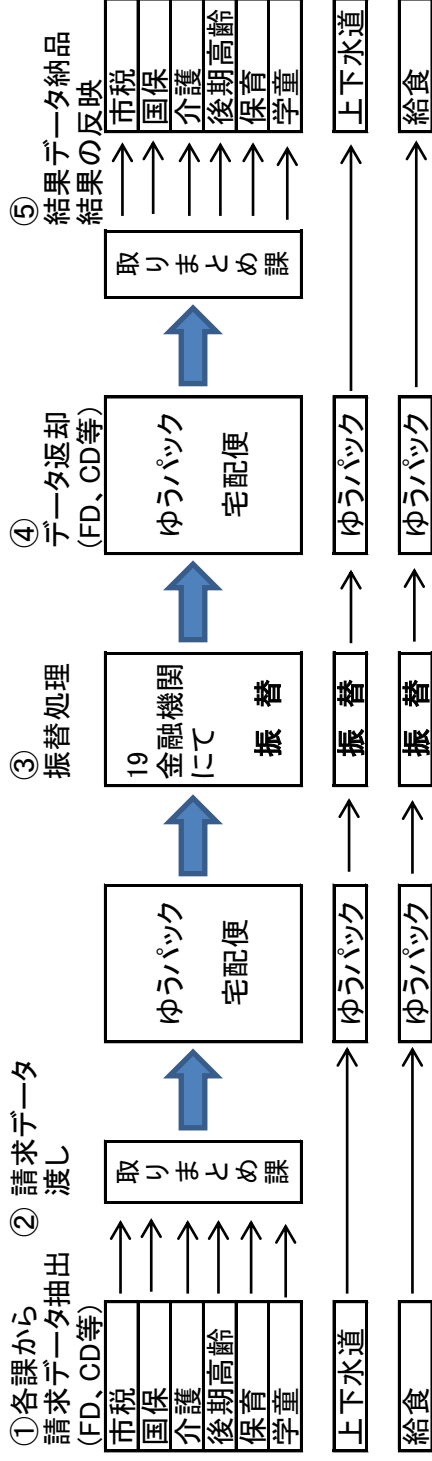 ①各課から
請求データ抽出
(FD、CD等)
② 請求データ
渡し
③
振替処理
④
データ返却
(FD、CD等)
⑤
結果データ納品
結果の反映
市税
国保
介護
後期高齢
保育
学童
取りまとめ課
ゆうパック
宅配便
19
金融機関
にて
振 替
ゆうパック
宅配便
取りまとめ課
市税
国保
介護
後期高齢
保育
学童
上下水道
ゆうパック
振 替
ゆうパック
上下水道
給食
ゆうパック
振 替
ゆうパック
給食